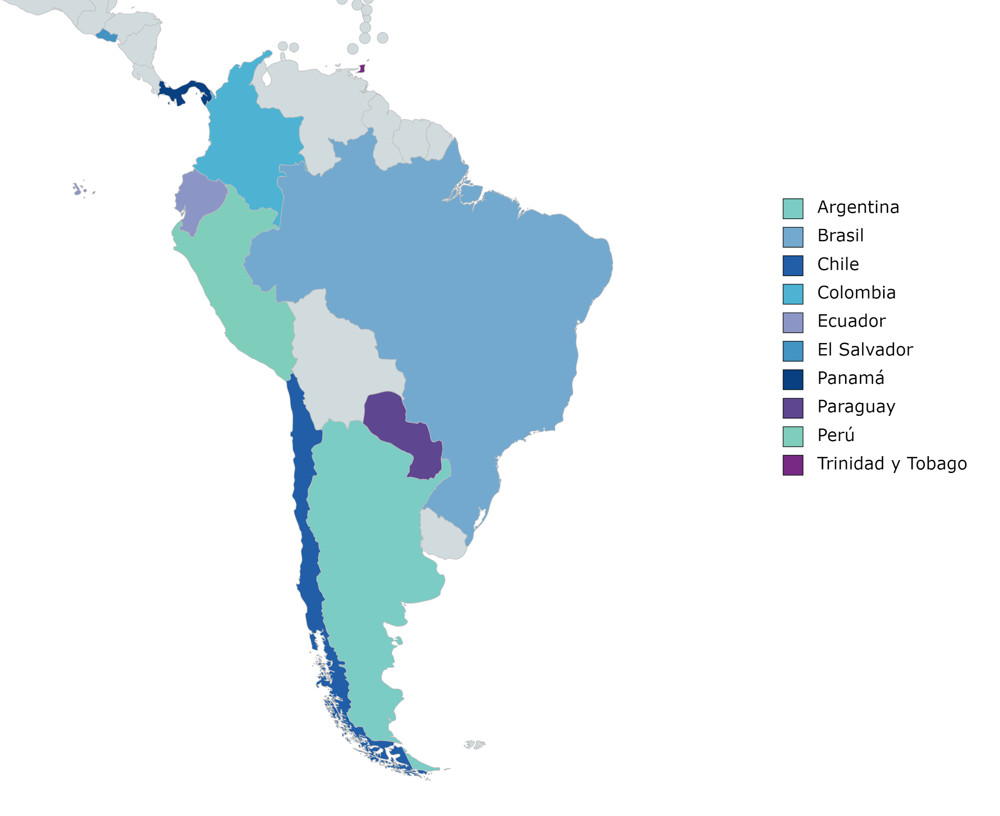 Argentina
Brasil
Chile
Colombia
Ecuador
El Salvador
Panamá
Paraguay
Perú
Trinidad y Tobago